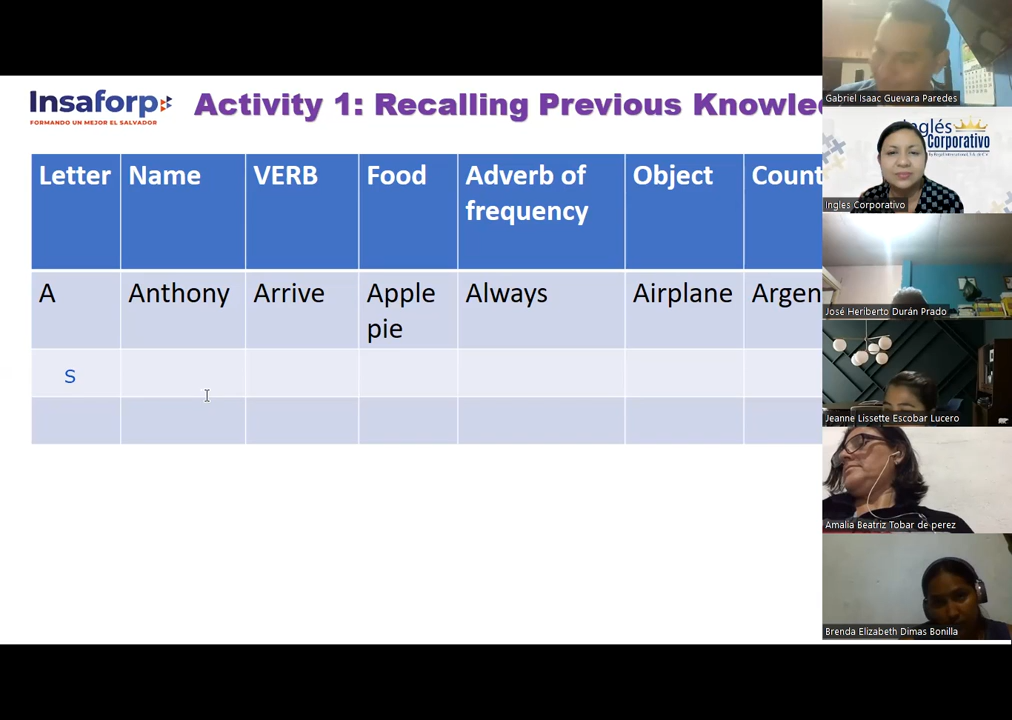 Insaforp
FORMANDO UN MEJOR EL SALVADOR
Activity 1: Recalling Previous Knowle
Letter Name VERB Food Adverb of frequency Object Count
A Anthony Arrive Apple pie Always Airplane Argen
S
Gabriel Isaac Guevara Paredes
Inglés
Corporativo
Ingles Corporativo
José Heriberto Durán Prado
Jeanne Lissette Escobar Lucero
Amalia Beatriz Tobar de perez
Brenda Elizabeth Dimas Bonilla